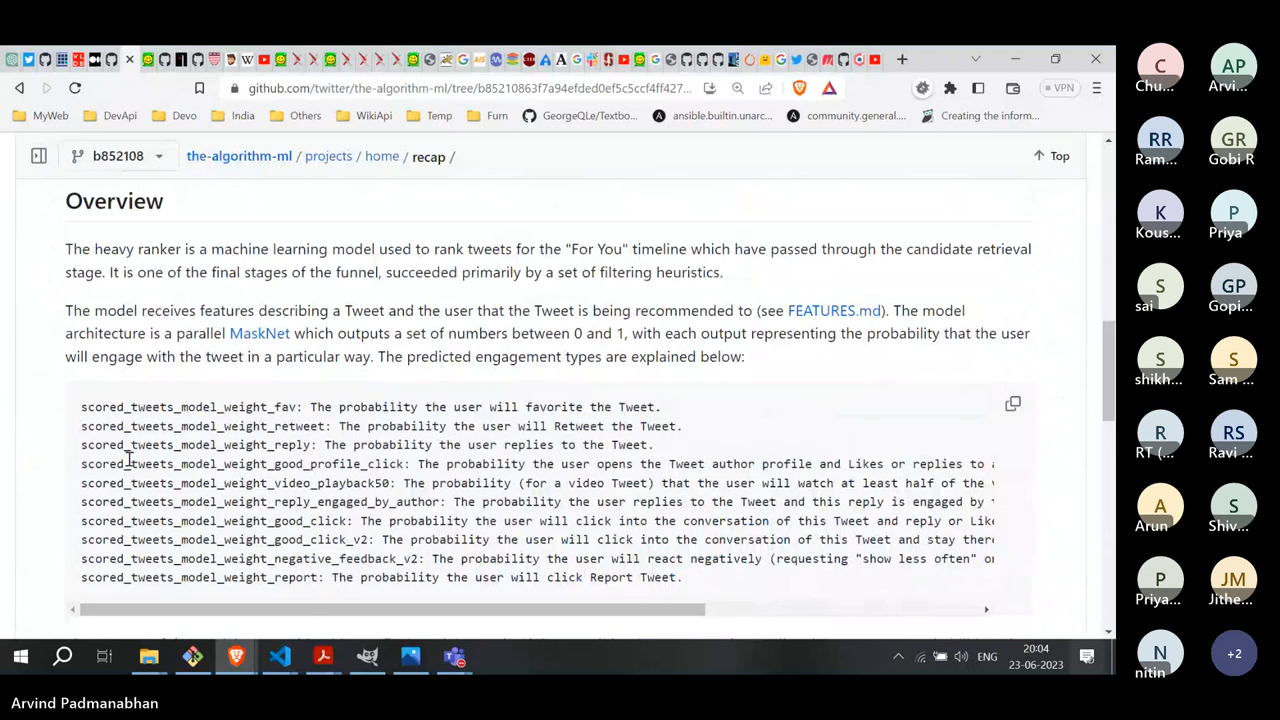 github.com/twitter/the-algorithm-ml/tree/b85210863f7a94efded0ef5c5ccf4ff427...
VPN
MyWeb DevApi Devo India Others WikiApi Temp Furn GeorgeQLe/Textbo... ansible.builtin.unarc... community.general.... Creating the inform...
b852108 the-algorithm-ml / projects / home / recap / Top
Overview
The heavy ranker is a machine learning model used to rank tweets for the "For You" timeline which have passed through the candidate retrieval
stage. It is one of the final stages of the funnel, succeeded primarily by a set of filtering heuristics.
The model receives features describing a Tweet and the user that the Tweet is being recommended to (see FEATURES.md). The model
architecture is a parallel MaskNet which outputs a set of numbers between 0 and 1, with each output representing the probability that the user
will engage with the tweet in a particular way. The predicted engagement types are explained below:
scored_tweets_model_weight_fav: The probability the user will favorite the Tweet.
scored_tweets_model_weight_retweet: The probability the user will Retweet the Tweet.
scored_tweets_model_weight_reply: The probability the user replies to the Tweet.
scored_tweets_model_weight_good_profile_click: The probability the user opens the Tweet author profile and Likes or replies to
scored_tweets_model_weight_video_playback50: The probability (for a video Tweet) that the user will watch at least half of the
scored_tweets_model_weight_reply_engaged_by_author: The probability the user replies to the Tweet and this reply is engaged by
scored_tweets_model_weight_good_click: The probability the user will click into the conversation of this Tweet and reply or Like
scored_tweets_model_weight_good_click_v2: The probability the user will click into the conversation of this Tweet and stay there
scored_tweets_model_weight_negative_feedback_v2: The probability the user will react negatively (requesting "show less often"
scored_tweets_model_weight_report: The probability the user will click Report Tweet.
ENG
20:04
23-06-2023
Arvind Padmanabhan
C AP
Chu... Arvi...
RR GR
Ram... Gobi R
K P
Kous... Priya
S GP
sai Gopi...
S S
shikh... Sam ...
R RS
RT (... Ravi ...
A S
Arun Shiv...
P JM
Priya... Jithe...
N +2
nitin